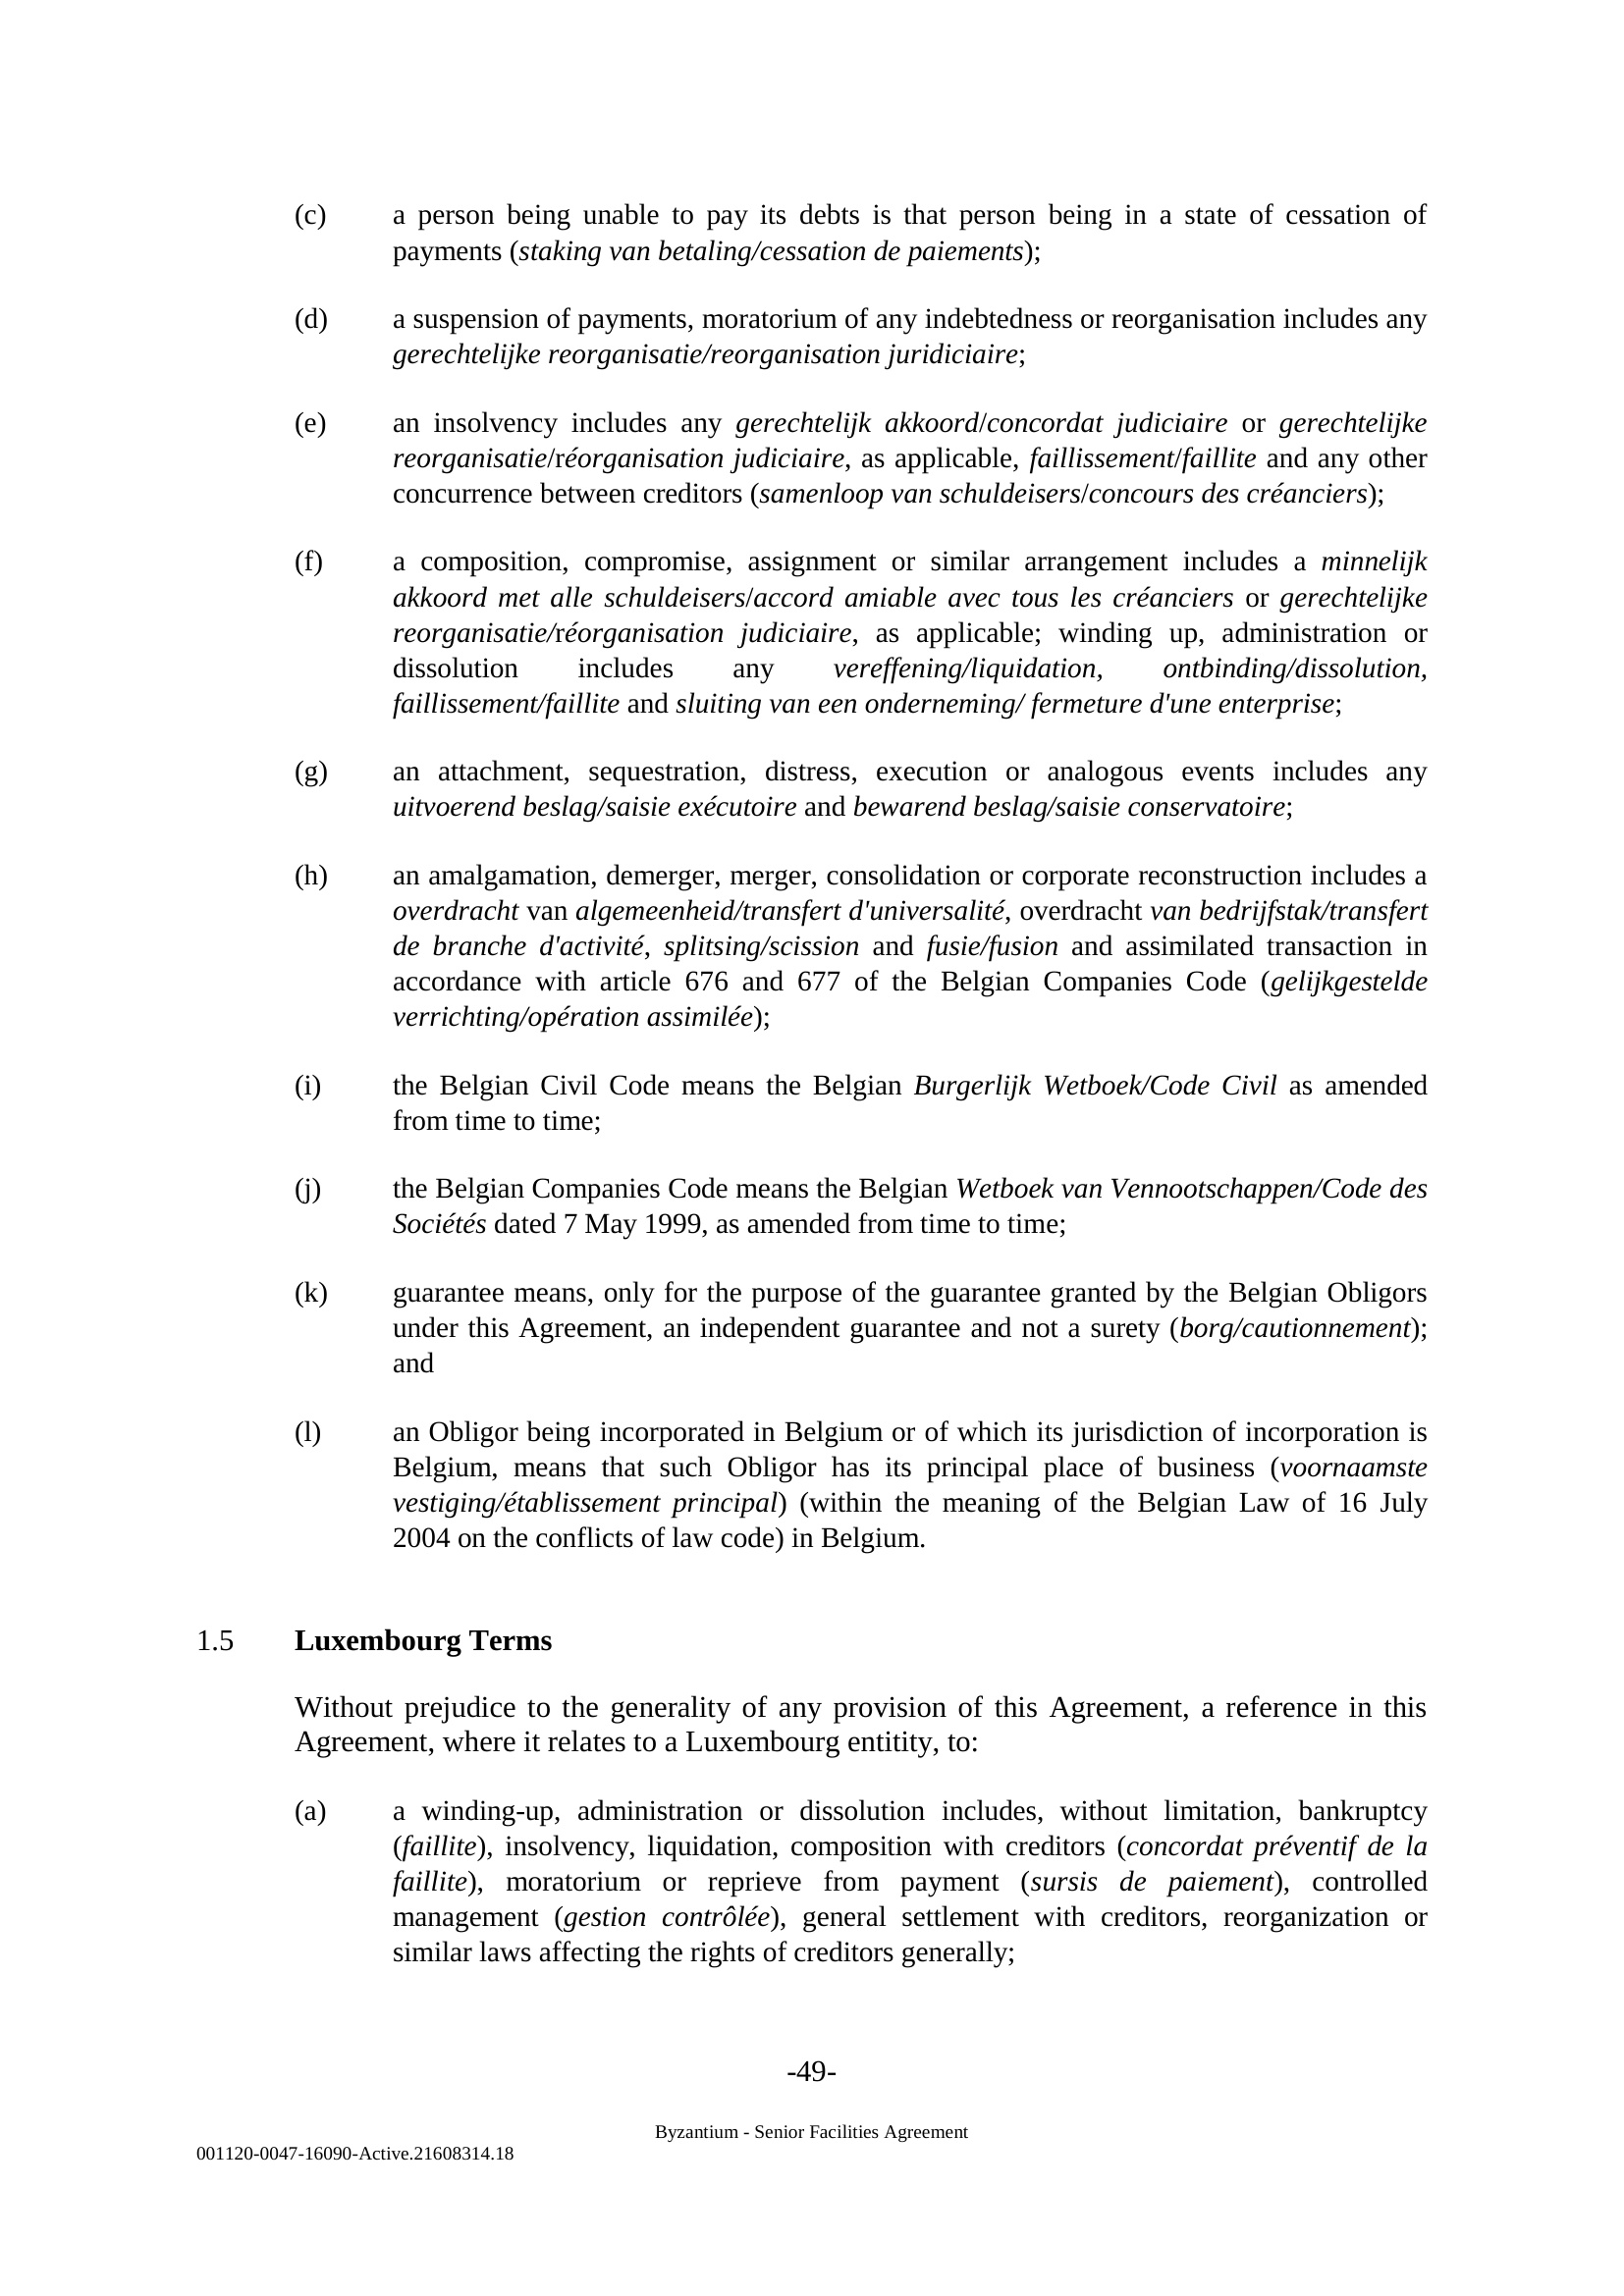 (c) a person being unable to pay its debts is that person being in a state of cessation of
payments (staking van betaling/cessation de paiements);
(d) a suspension of payments, moratorium of any indebtedness or reorganisation includes any
gerechtelijke reorganisatie/reorganisation juridiciaire;
(e) an insolvency includes any gerechtelijk akkoord/concordat judiciaire or gerechtelijke
reorganisatie/réorganisation judiciaire, as applicable, faillissement/faillite and any other
concurrence between creditors (samenloop van schuldeisers/concours des créanciers);
(f) a composition, compromise, assignment or similar arrangement includes a minnelijk
akkoord met alle schuldeisers/accord amiable avec tous les créanciers or gerechtelijke
reorganisatie/réorganisation judiciaire, as applicable; winding up, administration or
dissolution includes any vereffening/liquidation, ontbinding/dissolution,
faillissement/faillite and sluiting van een onderneming/ fermeture d'une enterprise;
(g) an attachment, sequestration, distress, execution or analogous events includes any
uitvoerend beslag/saisie exécutoire and bewarend beslag/saisie conservatoire;
(h) an amalgamation, demerger, merger, consolidation or corporate reconstruction includes a
overdracht van algemeenheid/transfert d'universalité, overdracht van bedrijfstak/transfert
de branche d'activité, splitsing/scission and fusie/fusion and assimilated transaction in
accordance with article 676 and 677 of the Belgian Companies Code (gelijkgestelde
verrichting/opération assimilée);
(i) the Belgian Civil Code means the Belgian Burgerlijk Wetboek/Code Civil as amended
from time to time;
(j) the Belgian Companies Code means the Belgian Wetboek van Vennootschappen/Code des
Sociétés dated 7 May 1999, as amended from time to time;
(k) guarantee means, only for the purpose of the guarantee granted by the Belgian Obligors
under this Agreement, an independent guarantee and not a surety (borg/cautionnement);
and
(l) an Obligor being incorporated in Belgium or of which its jurisdiction of incorporation is
Belgium, means that such Obligor has its principal place of business (voornaamste
vestiging/établissement principal) (within the meaning of the Belgian Law of 16 July
2004 on the conflicts of law code) in Belgium.
1.5 Luxembourg Terms
Without prejudice to the generality of any provision of this Agreement, a reference in this
Agreement, where it relates to a Luxembourg entitity, to:
(a) a winding-up, administration or dissolution includes, without limitation, bankruptcy
(faillite), insolvency, liquidation, composition with creditors (concordat préventif de la
faillite), moratorium or reprieve from payment (sursis de paiement), controlled
management (gestion contrôlée), general settlement with creditors, reorganization or
similar laws affecting the rights of creditors generally;
-49-
Byzantium - Senior Facilities Agreement
001120-0047-16090-Active.21608314.18